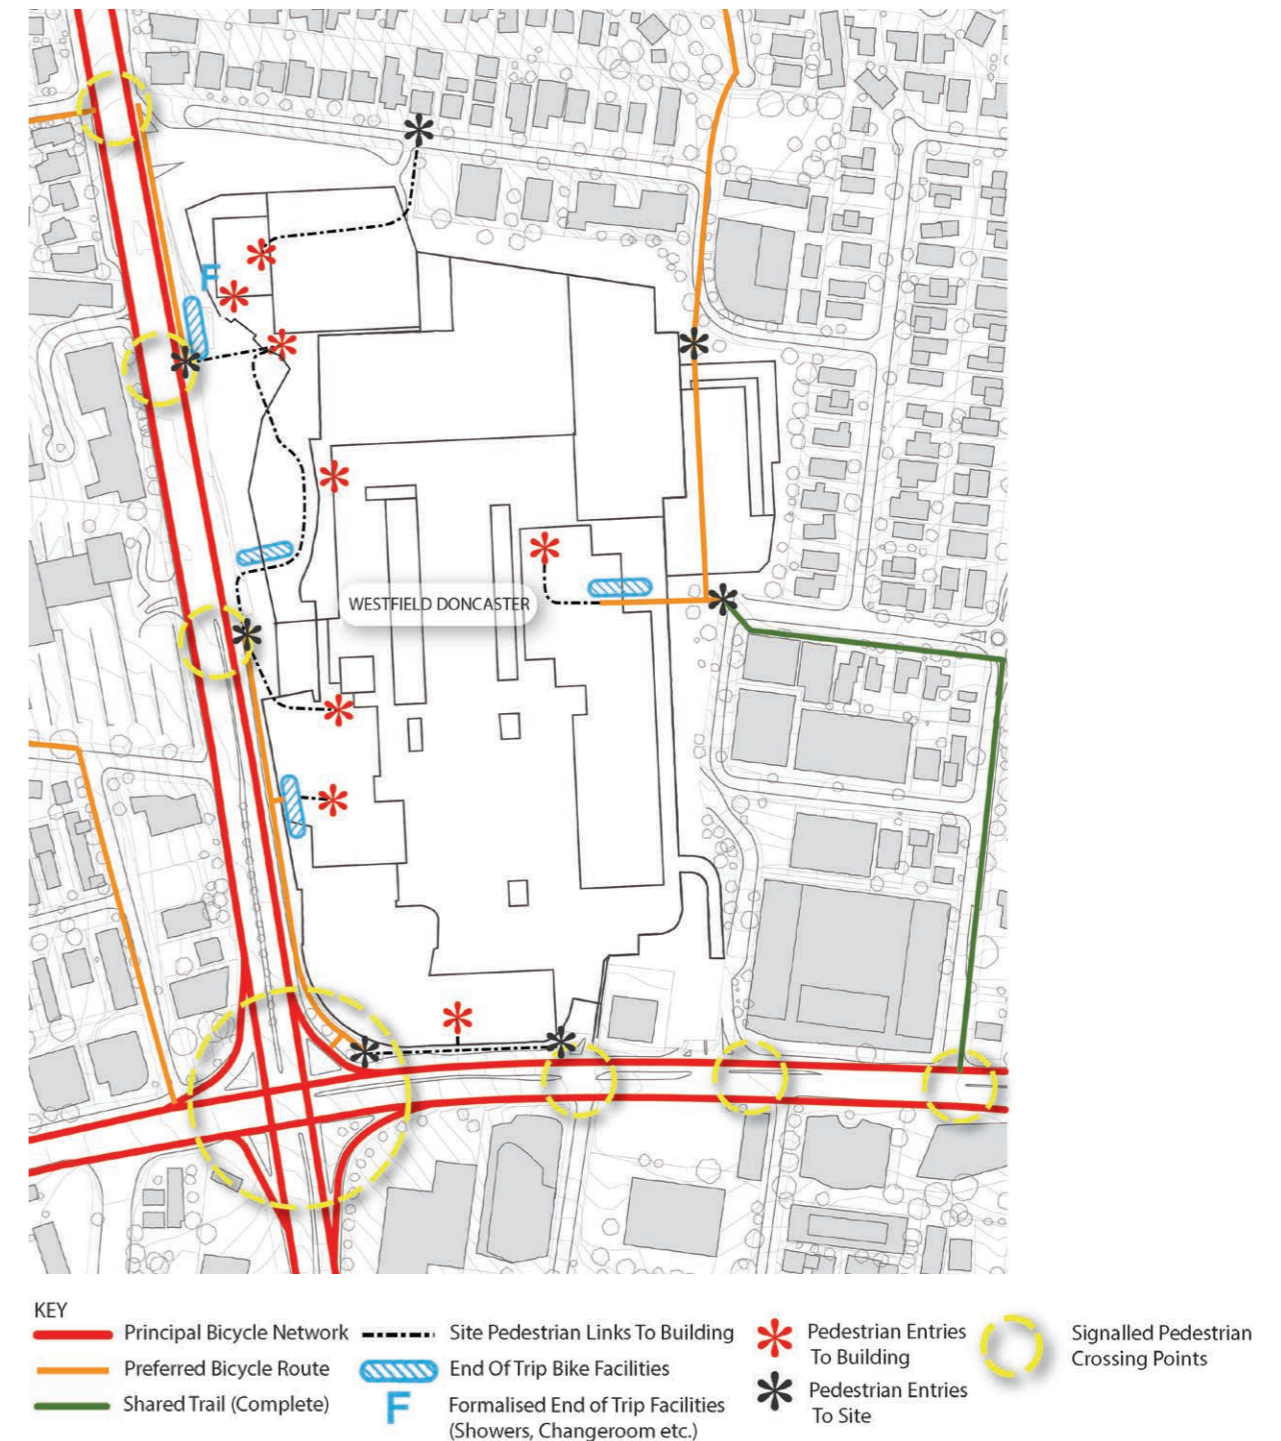 F
WESTFIELD DONCASTER
KEY
Principal Bicycle Network
Preferred Bicycle Route
Shared Trail (Complete)
Site Pedestrian Links To Building
End Of Trip Bike Facilities
F
Formalised End of Trip Facilities
(Showers, Changeroom etc.)
Pedestrian Entries
To Building
Pedestrian Entries
To Site
Signalled Pedestrian
Crossing Points